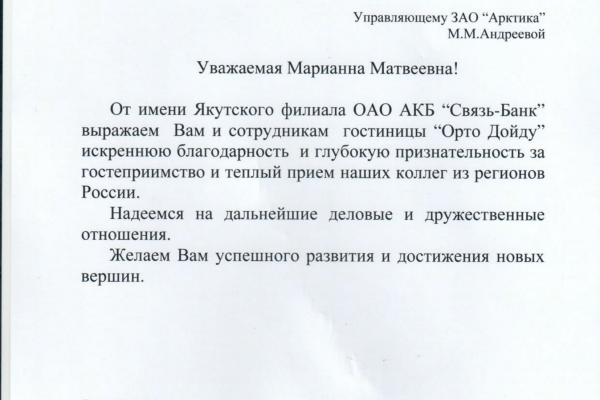 Управляющему ЗАО “Арктика”
М.М.Андреевой
Уважаемая Марианна Матвеевна!
От имени Якутского филиала ОАО АКБ “Связь-Банк”
выражаем Вам и сотрудникам гостиницы “Орто Дойду”
искреннюю благодарность и глубокую признательность за
гостеприимство и теплый прием наших коллег из регионов
России.
Надеемся на дальнейшие деловые и дружественные
отношения.
Желаем Вам успешного развития и достижения новых
вершин.